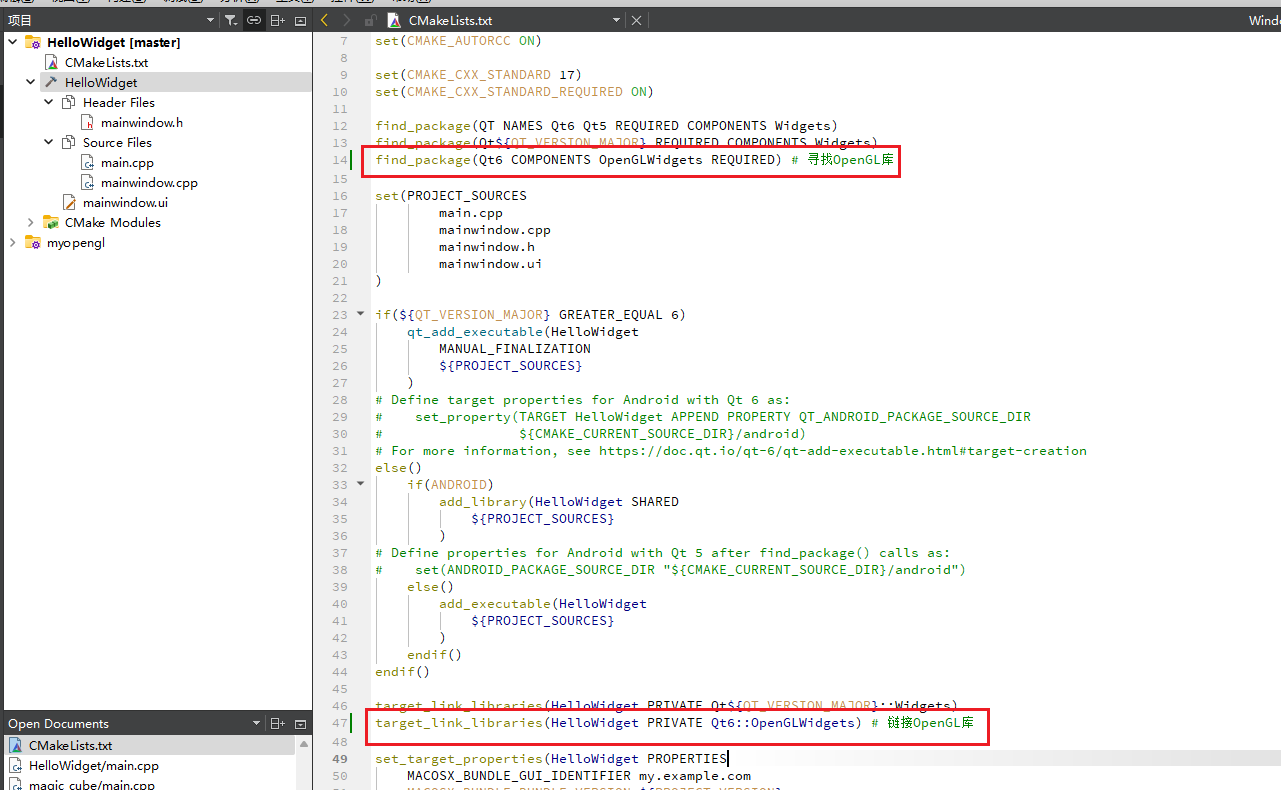 项目
HelloWidget [master]
CMakeLists.txt
HelloWidget
Header Files
mainwindow.h
Source Files
main.cpp
mainwindow.cpp
mainwindow.ui
CMake Modules
myopengl
Open Documents
CMakeLists.txt
HelloWidget/main.cpp
magic_cube/main.cpp
CMakeLists.txt
Windo
7 set(CMAKE_AUTORCC ON)
8
9 set(CMAKE_CXX_STANDARD 17)
10 set(CMAKE_CXX_STANDARD_REQUIRED ON)
11
12 find_package(QT NAMES Qt6 Qt5 REQUIRED COMPONENTS Widgets)
13 find_package(Qt${QT_VERSION_MAJOR} REQUIRED COMPONENTS Widgets)
14 find_package(Qt6 COMPONENTS OpenGLWidgets REQUIRED) # 寻找OpenGL库
15
16 set(PROJECT_SOURCES
17 main.cpp
18 mainwindow.cpp
19 mainwindow.h
20 mainwindow.ui
21 )
22
23 if(${QT_VERSION_MAJOR} GREATER_EQUAL 6)
24 qt_add_executable(HelloWidget
25 MANUAL_FINALIZATION
26 ${PROJECT_SOURCES}
27 )
28 # Define target properties for Android with Qt 6 as:
29 # set_property(TARGET HelloWidget APPEND PROPERTY QT_ANDROID_PACKAGE_SOURCE_DIR
30 # ${CMAKE_CURRENT_SOURCE_DIR}/android)
31 # For more information, see https://doc.qt.io/qt-6/qt-add-executable.html#target-creation
32 else()
33 if(ANDROID)
34 add_library(HelloWidget SHARED
35 ${PROJECT_SOURCES}
36 )
37 # Define properties for Android with Qt 5 after find_package() calls as:
38 # set(ANDROID_PACKAGE_SOURCE_DIR "${CMAKE_CURRENT_SOURCE_DIR}/android")
39 else()
40 add_executable(HelloWidget
41 ${PROJECT_SOURCES}
42 )
43 endif()
44 endif()
45
46 target_link_libraries(HelloWidget PRIVATE Qt${QT_VERSION_MAJOR}::Widgets)
47 target_link_libraries(HelloWidget PRIVATE Qt6::OpenGLWidgets) # 链接OpenGL库
48
49 set_target_properties(HelloWidget PROPERTIES
50 MACOSX_BUNDLE_GUI_IDENTIFIER my.example.com
MACOSX_BUNDLE_BUNDLE_VERSION ${PROJECT_VERSION}